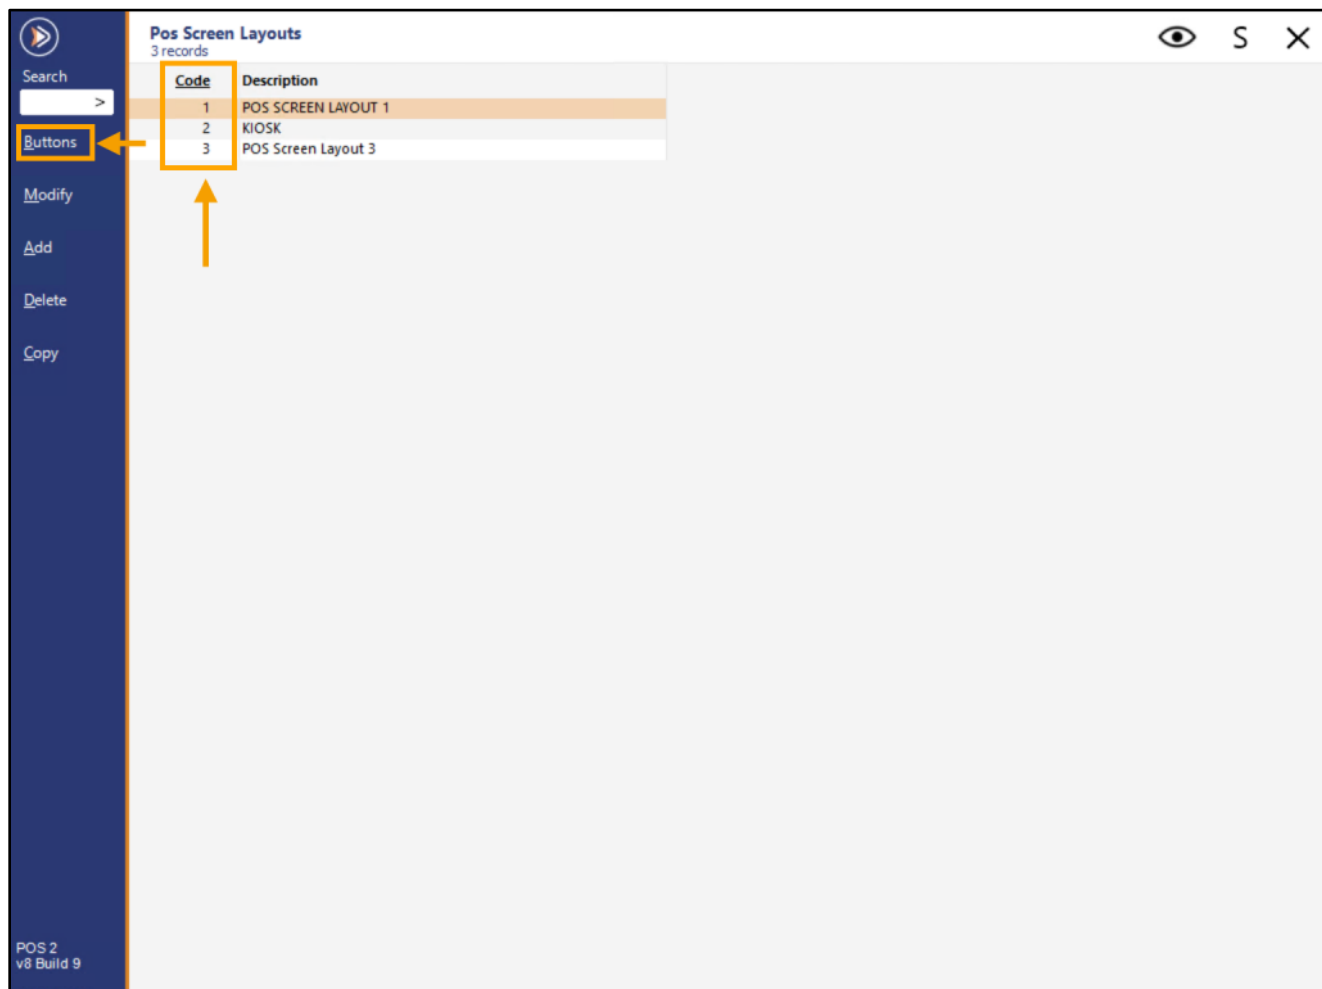 Pos Screen Layouts
3 records
S
Search
>
Buttons
Modify
Add
Delete
Copy
Code Description
1 POS SCREEN LAYOUT 1
2 KIOSK
3 POS Screen Layout 3
POS 2
v8 Build 9